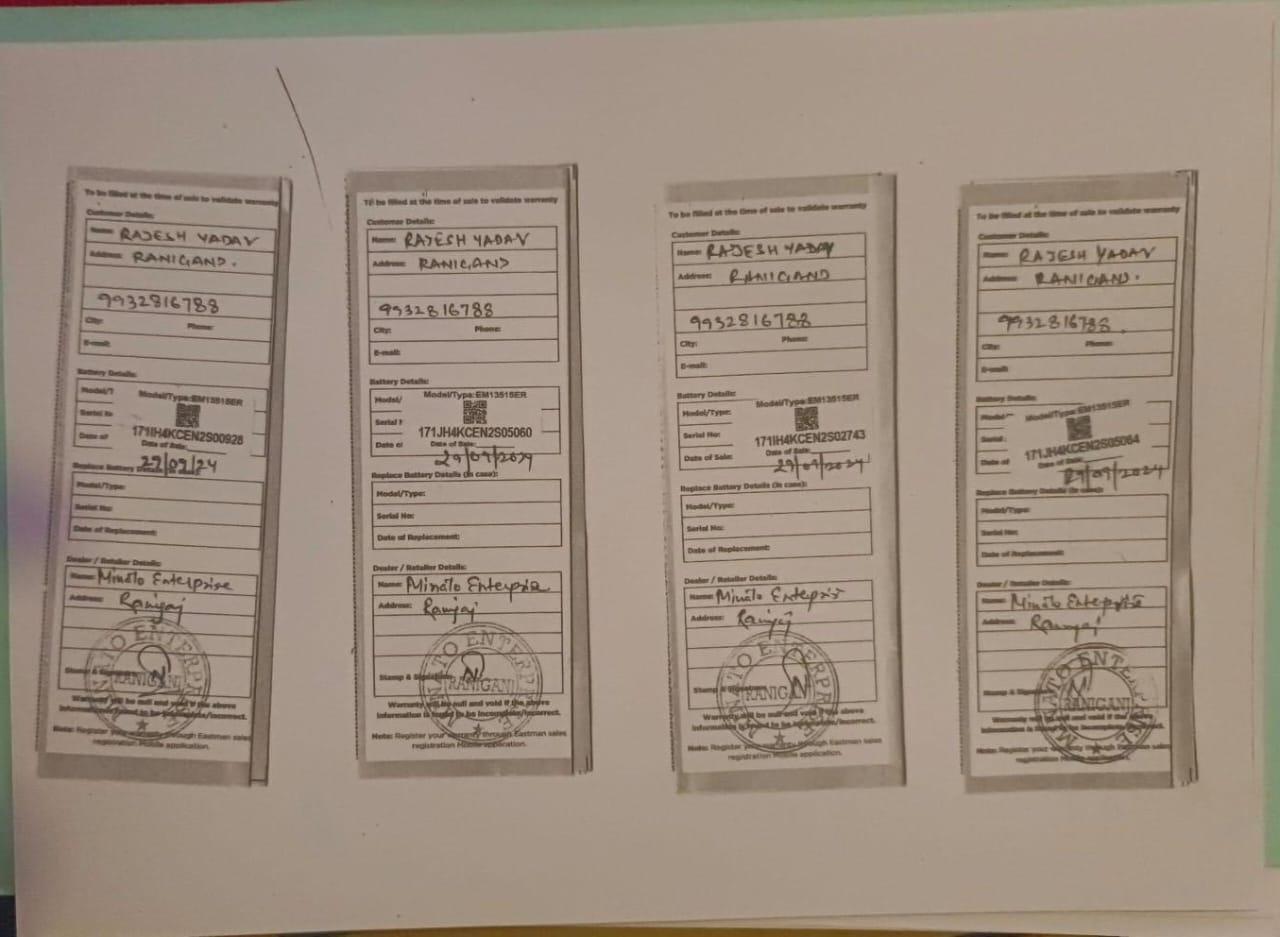 To be filled at the time of sale to validate warranty
Customer Details:
Name: RAJESH YADAV
Address: RANIGANJ.
9932816788
City: Phone:
E-mail:
Battery Details:
Model/T Model/Type:EM13515ER
Serial No
171IH4KCEN2S00928
Date of Date of Sale:
29/09/24
Replace Battery Details
Model/Type:
Serial No:
Date of Replacement:
Dealer / Retailer Details:
Name: Minato Enterprise
Address: Raniganj
Stamp & Signature
MINATO ENTERPRISE
RANIGANJ
Warranty will be null and void if the above
information is found to be incomplete/incorrect.
Note: Register your warranty through Eastman sales
registration Mobile application.
To be filled at the time of sale to validate warranty
Customer Details:
Name: RAJESH YADAV
Address: RANIGANJ
9932816788
City: Phone:
E-mail:
Battery Details:
Model/ Model/Type:EM13515ER
Serial N
171JH4KCEN2S05060
Date of Date of Sale:
29/09/2024
Replace Battery Details (in case):
Model/Type:
Serial No:
Date of Replacement:
Dealer / Retailer Details:
Name: Minato Enterprise
Address: Raniganj
Stamp & Signature
MINATO ENTERPRISE
RANIGANJ
Warranty will be null and void if the above
information is found to be incomplete/incorrect.
Note: Register your warranty through Eastman sales
registration Mobile application.
To be filled at the time of sale to validate warranty
Customer Details:
Name: RAJESH YADAV
Address: RANIGANJ
9932816788
City: Phone:
E-mail:
Battery Details:
Model/Type: Model/Type:EM13515ER
Serial No: 171IH4KCEN2S02743
Date of Sale: Date of Sale:
29/09/2024
Replace Battery Details (in case):
Model/Type:
Serial No:
Date of Replacement:
Dealer / Retailer Details:
Name: Minato Enterprise
Address: Raniganj
Stamp & Signature
MINATO ENTERPRISE
RANIGANJ
Warranty will be null and void if the above
information is found to be incomplete/incorrect.
Note: Register your warranty through Eastman sales
registration Mobile application.
To be filled at the time of sale to validate warranty
Customer Details:
Name: RAJESH YADAV
Address: RANIGANJ.
9932816788
City: Phone:
E-mail:
Battery Details:
Model/ Model/Type:EM13515ER
Serial
171JH4KCEN2S05064
Date of Date of Sale:
29/09/2024
Replace Battery Details (in case):
Model/Type:
Serial No:
Date of Replacement:
Dealer / Retailer Details:
Name: Minato Enterprise
Address: Raniganj
Stamp & Signature
MINATO ENTERPRISE
RANIGANJ
Warranty will be null and void if the above
information is found to be incomplete/incorrect.
Note: Register your warranty through Eastman sales
registration Mobile application.